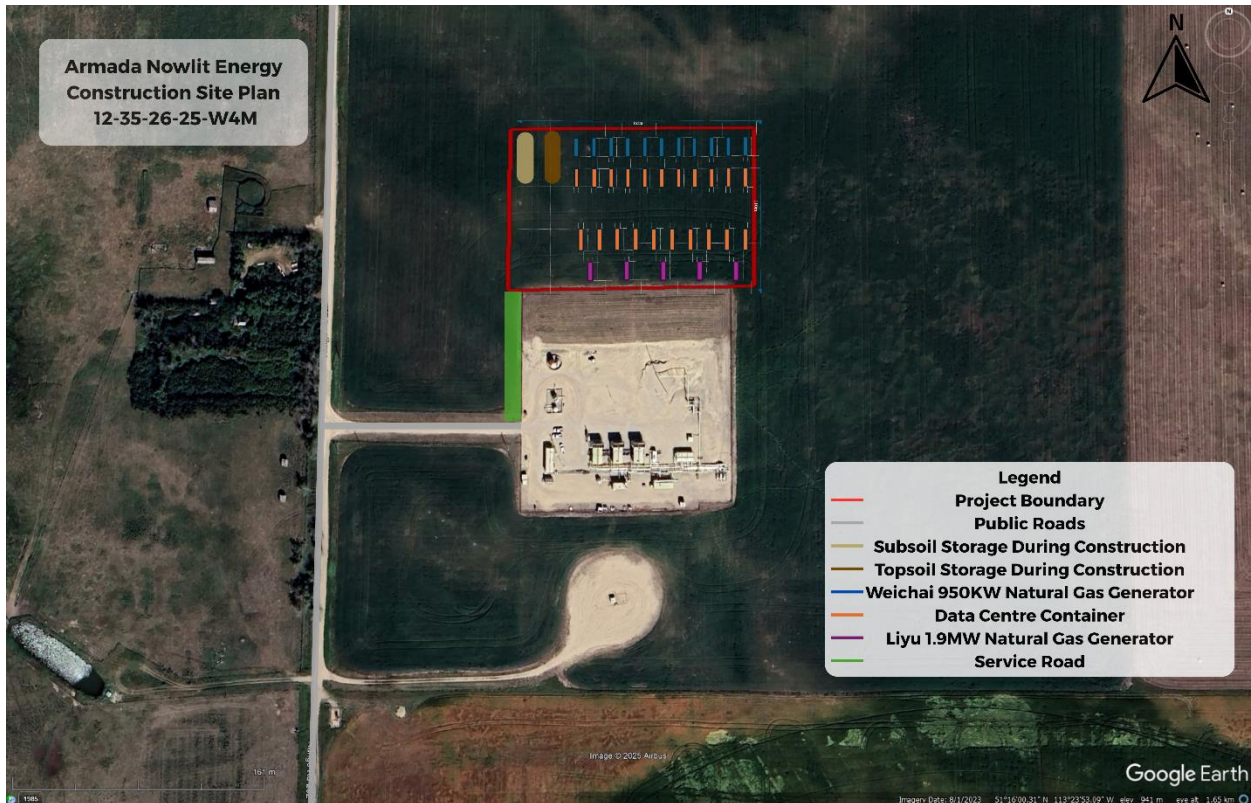 Armada Nowlit Energy
Construction Site Plan
12-35-26-25-W4M
N
N
Legend
Project Boundary
Public Roads
Subsoil Storage During Construction
Topsoil Storage During Construction
Weichai 950KW Natural Gas Generator
Data Centre Container
Liyu 1.9MW Natural Gas Generator
Service Road
Image © 2025 Airbus
161 m
Google Earth
1985
Imagery Date: 8/1/2023 51°16'00.31" N 113°23'53.09" W elev 941 m eye alt 1.65 km